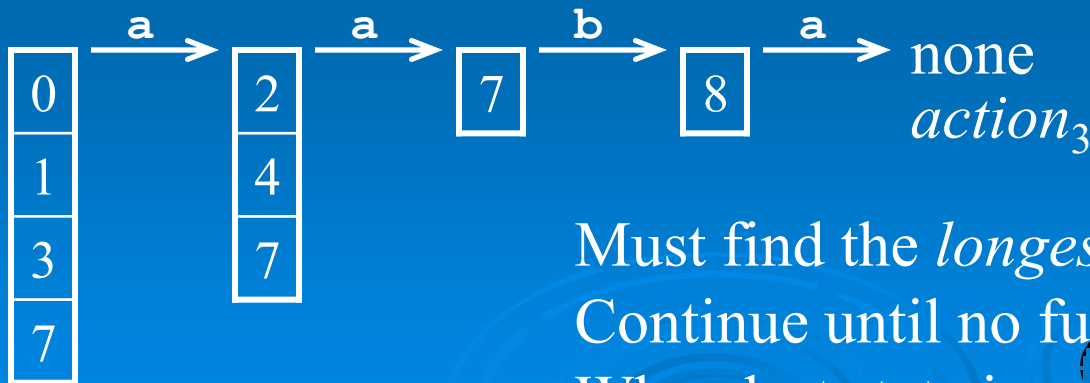 a a b a
0 2 7 8 none
action3
1 4
3 7
Must find the
Continue until no
7